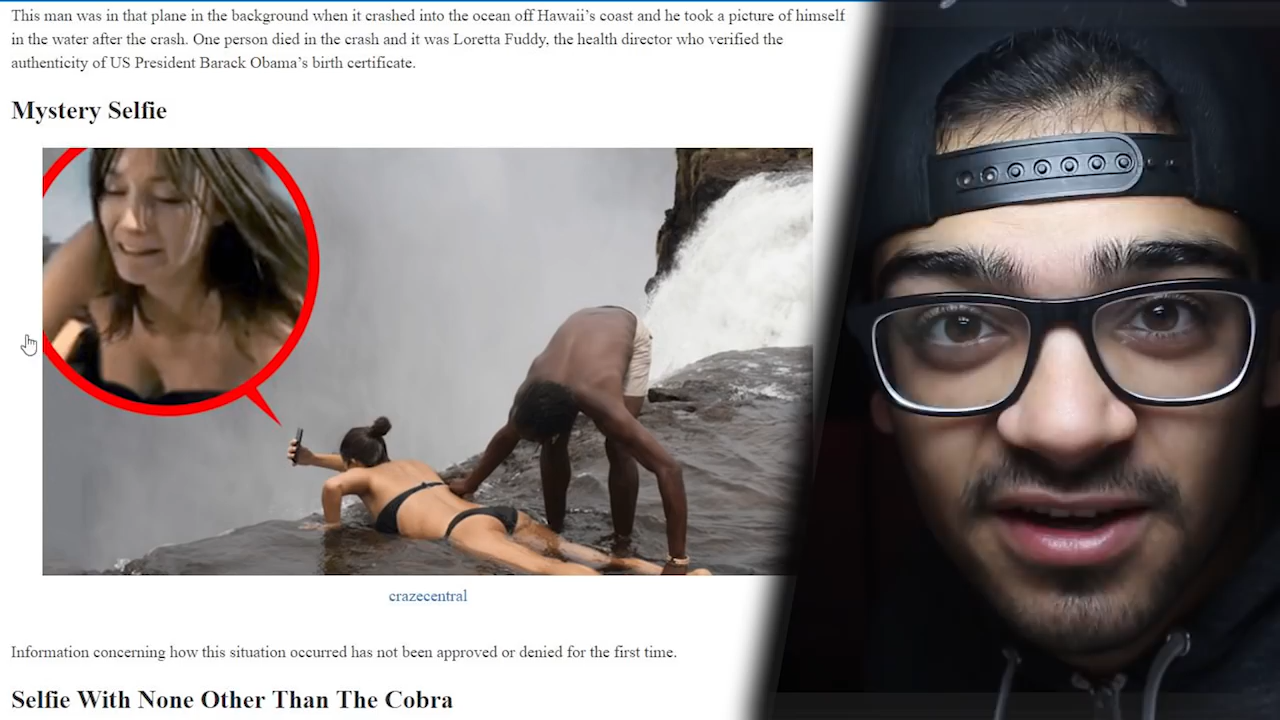 This man was in that plane in the background when it crashed into the ocean off Hawaii's coast and he took a picture of himself
in the water after the crash. One person died in the crash and it was Loretta Fuddy, the health director who verified the
authenticity of US President Barack Obama's birth certificate.
Mystery Selfie
crazecentral
Information concerning how this situation occurred has not been approved or denied for the first time.
Selfie With None Other Than The Cobra